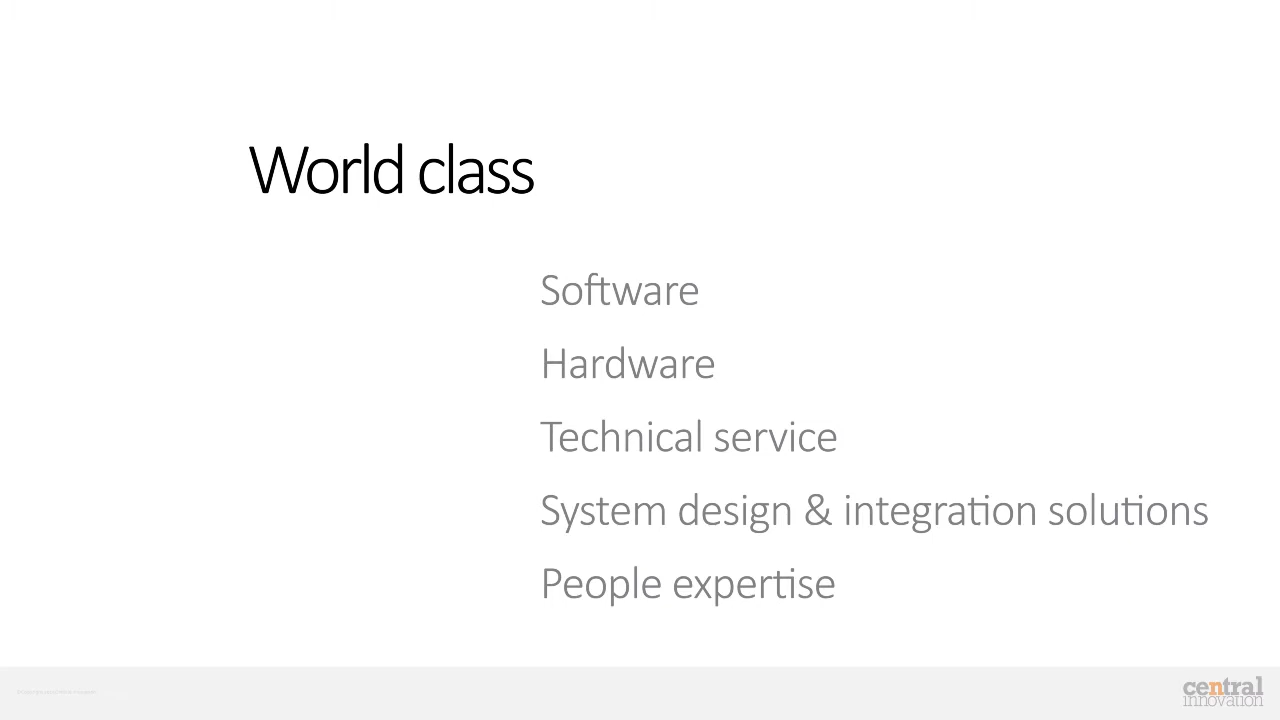 World class
Software
Hardware
Technical service
System design & integration solutions
People expertise
central
innovation